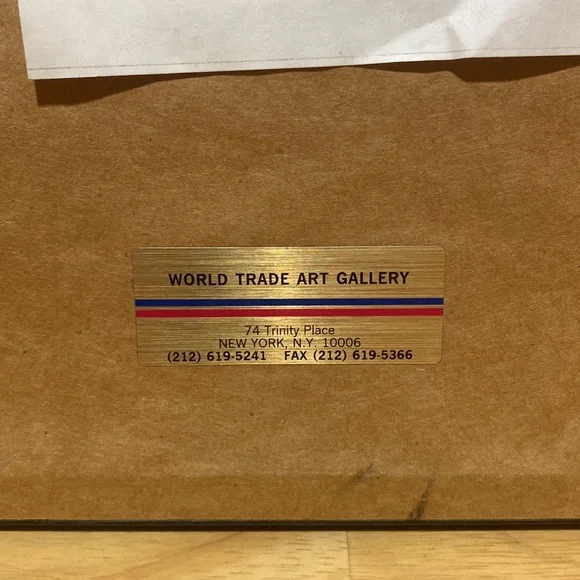 WORLD TRADE ART GALLERY
74 Trinity Place
NEW YORK, N.Y. 10006
(212) 619-5241 FAX (212) 619-5366